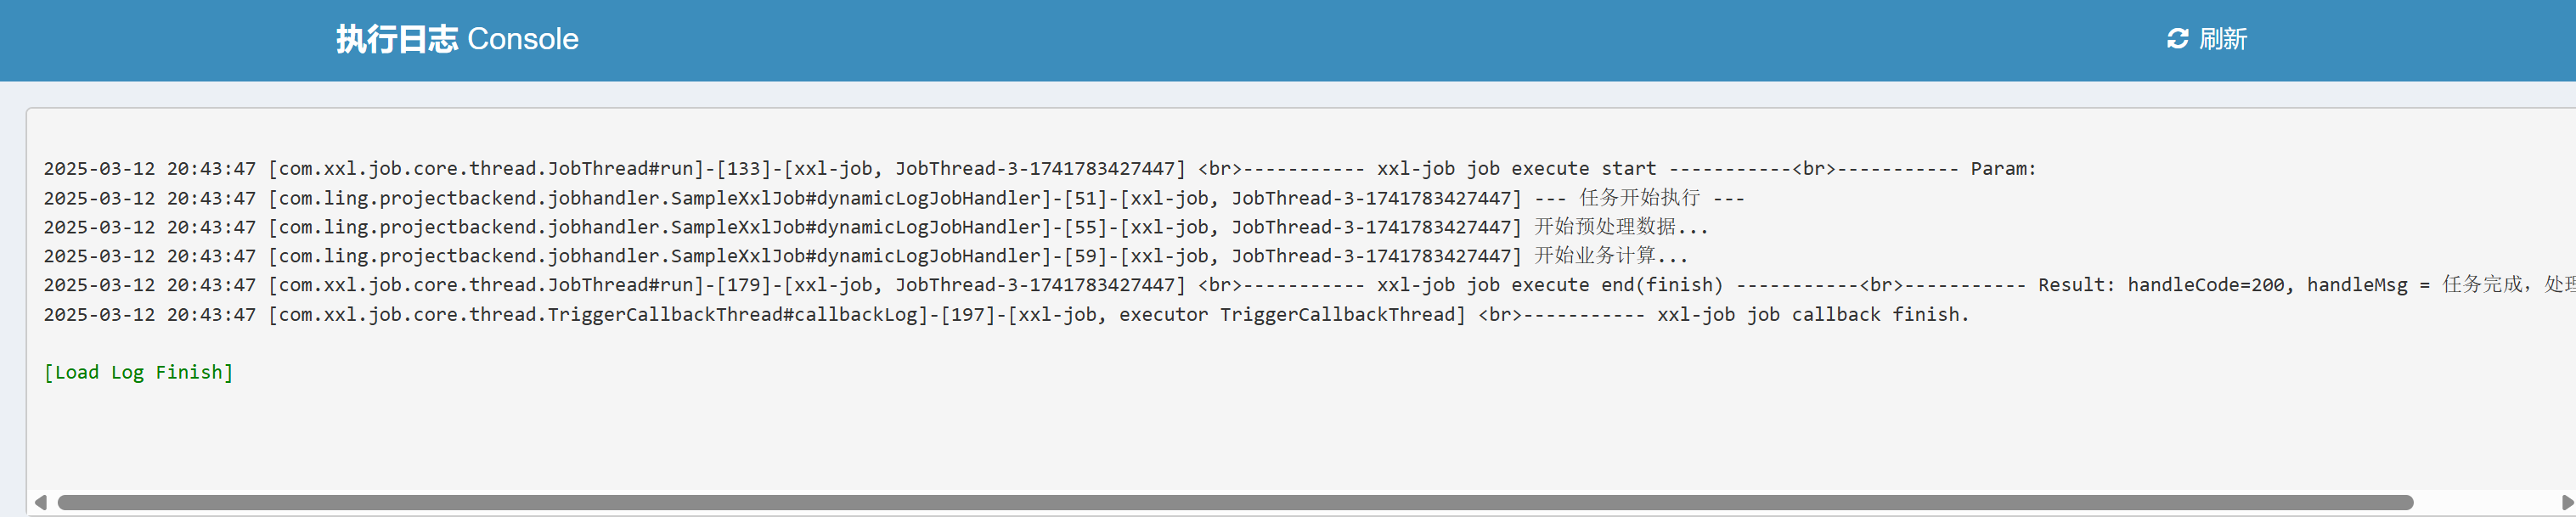 执行日志 Console
刷新
2025-03-12 20:43:47 [com.xxl.job.core.thread.JobThread#run]-[133]-[xxl-job, JobThread-3-1741783427447] <br>----------- xxl-job job execute start -----------<br>----------- Param:
2025-03-12 20:43:47 [com.ling.projectbackend.jobhandler.SampleXxlJob#dynamicLogJobHandler]-[51]-[xxl-job, JobThread-3-1741783427447] --- 任务开始执行 ---
2025-03-12 20:43:47 [com.ling.projectbackend.jobhandler.SampleXxlJob#dynamicLogJobHandler]-[55]-[xxl-job, JobThread-3-1741783427447] 开始预处理数据...
2025-03-12 20:43:47 [com.ling.projectbackend.jobhandler.SampleXxlJob#dynamicLogJobHandler]-[59]-[xxl-job, JobThread-3-1741783427447] 开始业务计算...
2025-03-12 20:43:47 [com.xxl.job.core.thread.JobThread#run]-[179]-[xxl-job, JobThread-3-1741783427447] <br>----------- xxl-job job execute end(finish) -----------<br>----------- Result: handleCode=200, handleMsg = 任务完成，处
2025-03-12 20:43:47 [com.xxl.job.core.thread.TriggerCallbackThread#callbackLog]-[197]-[xxl-job, executor TriggerCallbackThread] <br>----------- xxl-job job callback finish.
[Load Log Finish]